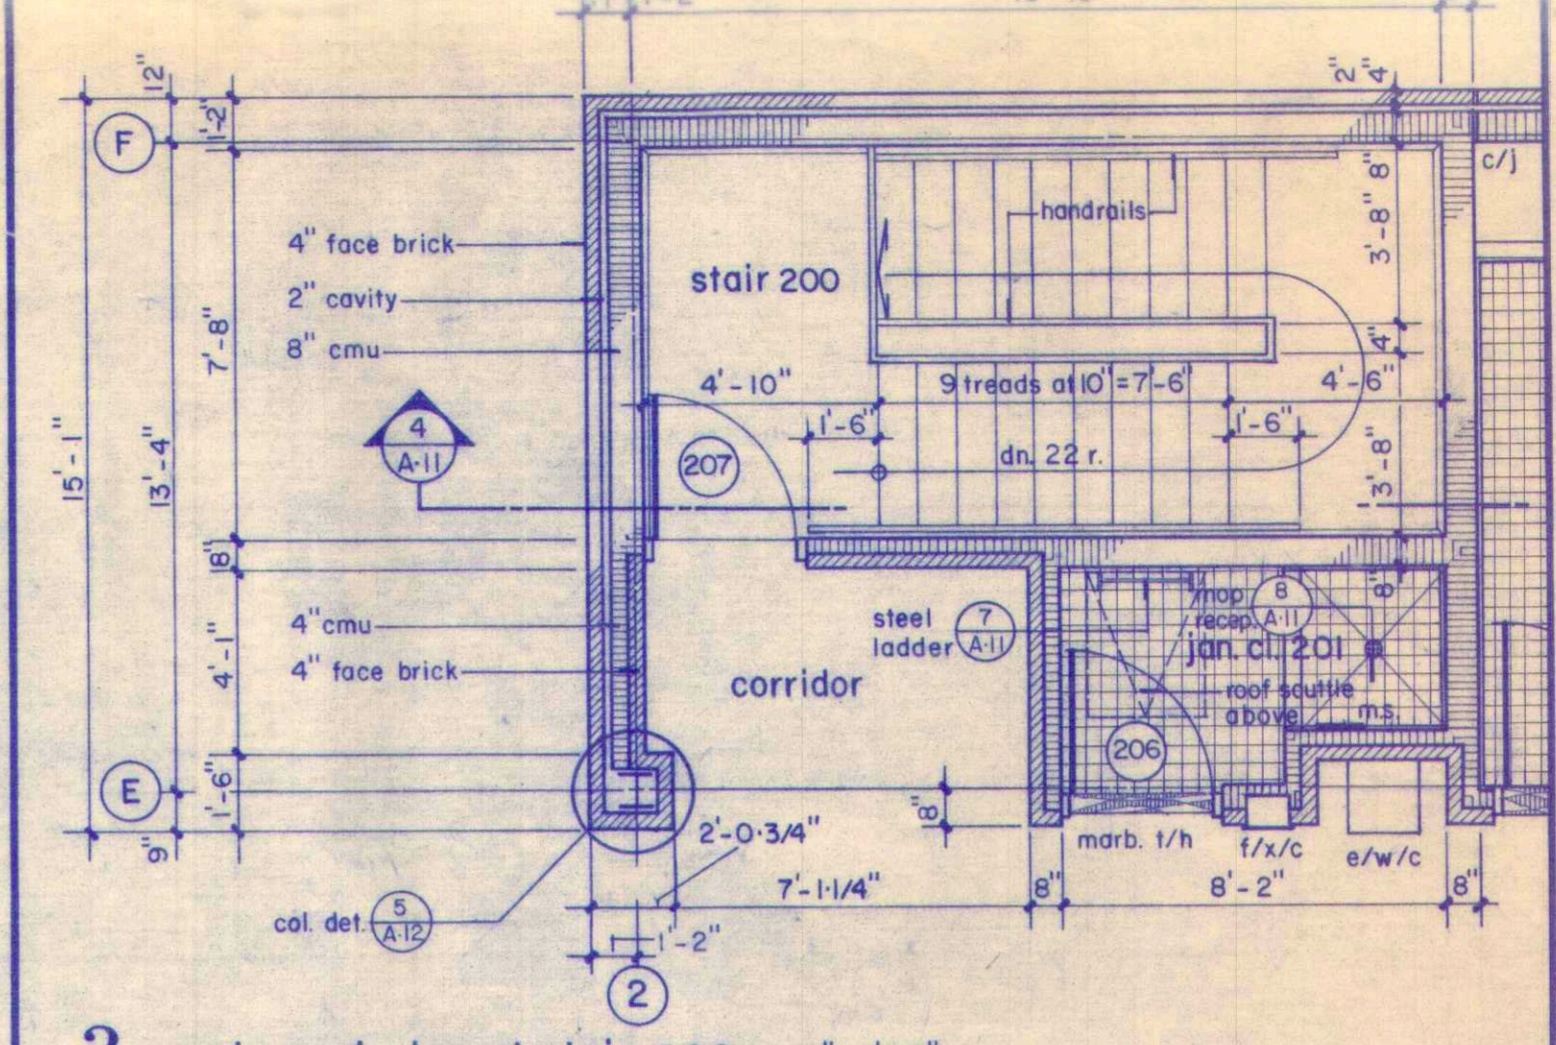 12"
2"
4"
1'-2"
F
c/j
8"
handrails
4" face brick
3'-8"
stair 200
2" cavity
7'-8"
8" cmu
4"
4'-10"
9 treads at 10"=7'-6"
4'-6"
4
A·11
1'-6"
1'-6"
15'-1"
13'-4"
207
dn. 22 r.
3'-8"
8"
8"
steel
ladder
7
A·11
mop
recep.
8
A·11
4" cmu
4'-1"
jan. cl. 201
4" face brick
corridor
roof scuttle
above
m.s.
206
E
1'-6"
8"
9"
2'-0·3/4"
marb. t/h
f/x/c
e/w/c
7'-1·1/4"
8"
8'-2"
8"
col. det.
5
A·12
1'-2"
2
2